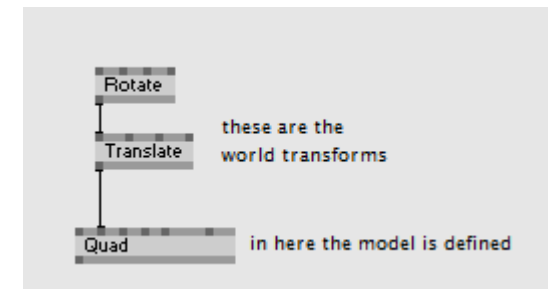 Rotate
these are the
Translate
world transforms
Quad
in here the model is defined